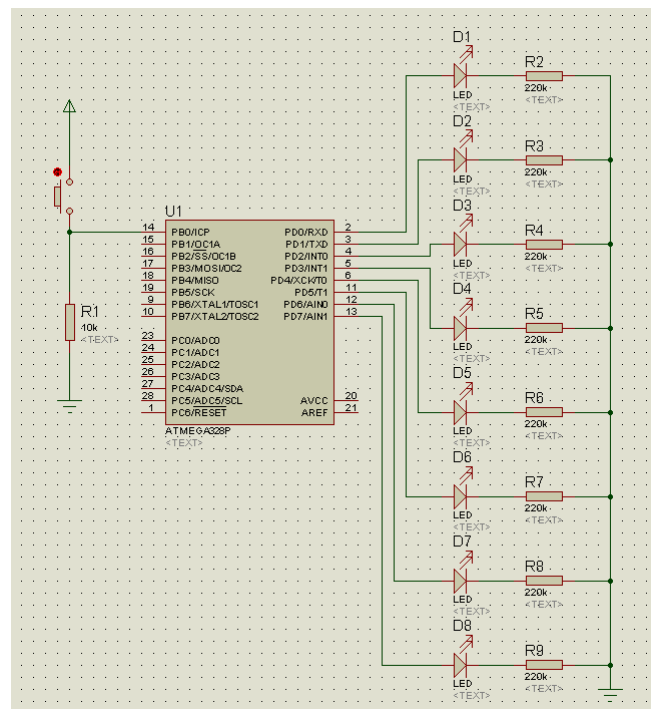 D1
R2
LED
220k
<TEXT>
<TEXT>
D2
R3
LED
220k
<TEXT>
<TEXT>
D3
R4
LED
220k
<TEXT>
<TEXT>
D4
R5
LED
220k
<TEXT>
<TEXT>
D5
R6
LED
220k
<TEXT>
<TEXT>
D6
R7
LED
220k
<TEXT>
<TEXT>
D7
R8
LED
220k
<TEXT>
<TEXT>
D8
R9
LED
220k
<TEXT>
<TEXT>
U1
14 PB0/ICP PD0/RXD 2
15 PB1/OC1A PD1/TXD 3
16 PB2/SS/OC1B PD2/INT0 4
17 PB3/MOSI/OC2 PD3/INT1 5
18 PB4/MISO PD4/XCK/T0 6
19 PB5/SCK PD5/T1 11
9 PB6/XTAL1/TOSC1 PD6/AIN0 12
10 PB7/XTAL2/TOSC2 PD7/AIN1 13
23 PC0/ADC0
24 PC1/ADC1
25 PC2/ADC2
26 PC3/ADC3
27 PC4/ADC4/SDA
28 PC5/ADC5/SCL AVCC 20
1 PC6/RESET AREF 21
ATMEGA328P
<TEXT>
R1
10k
<TEXT>